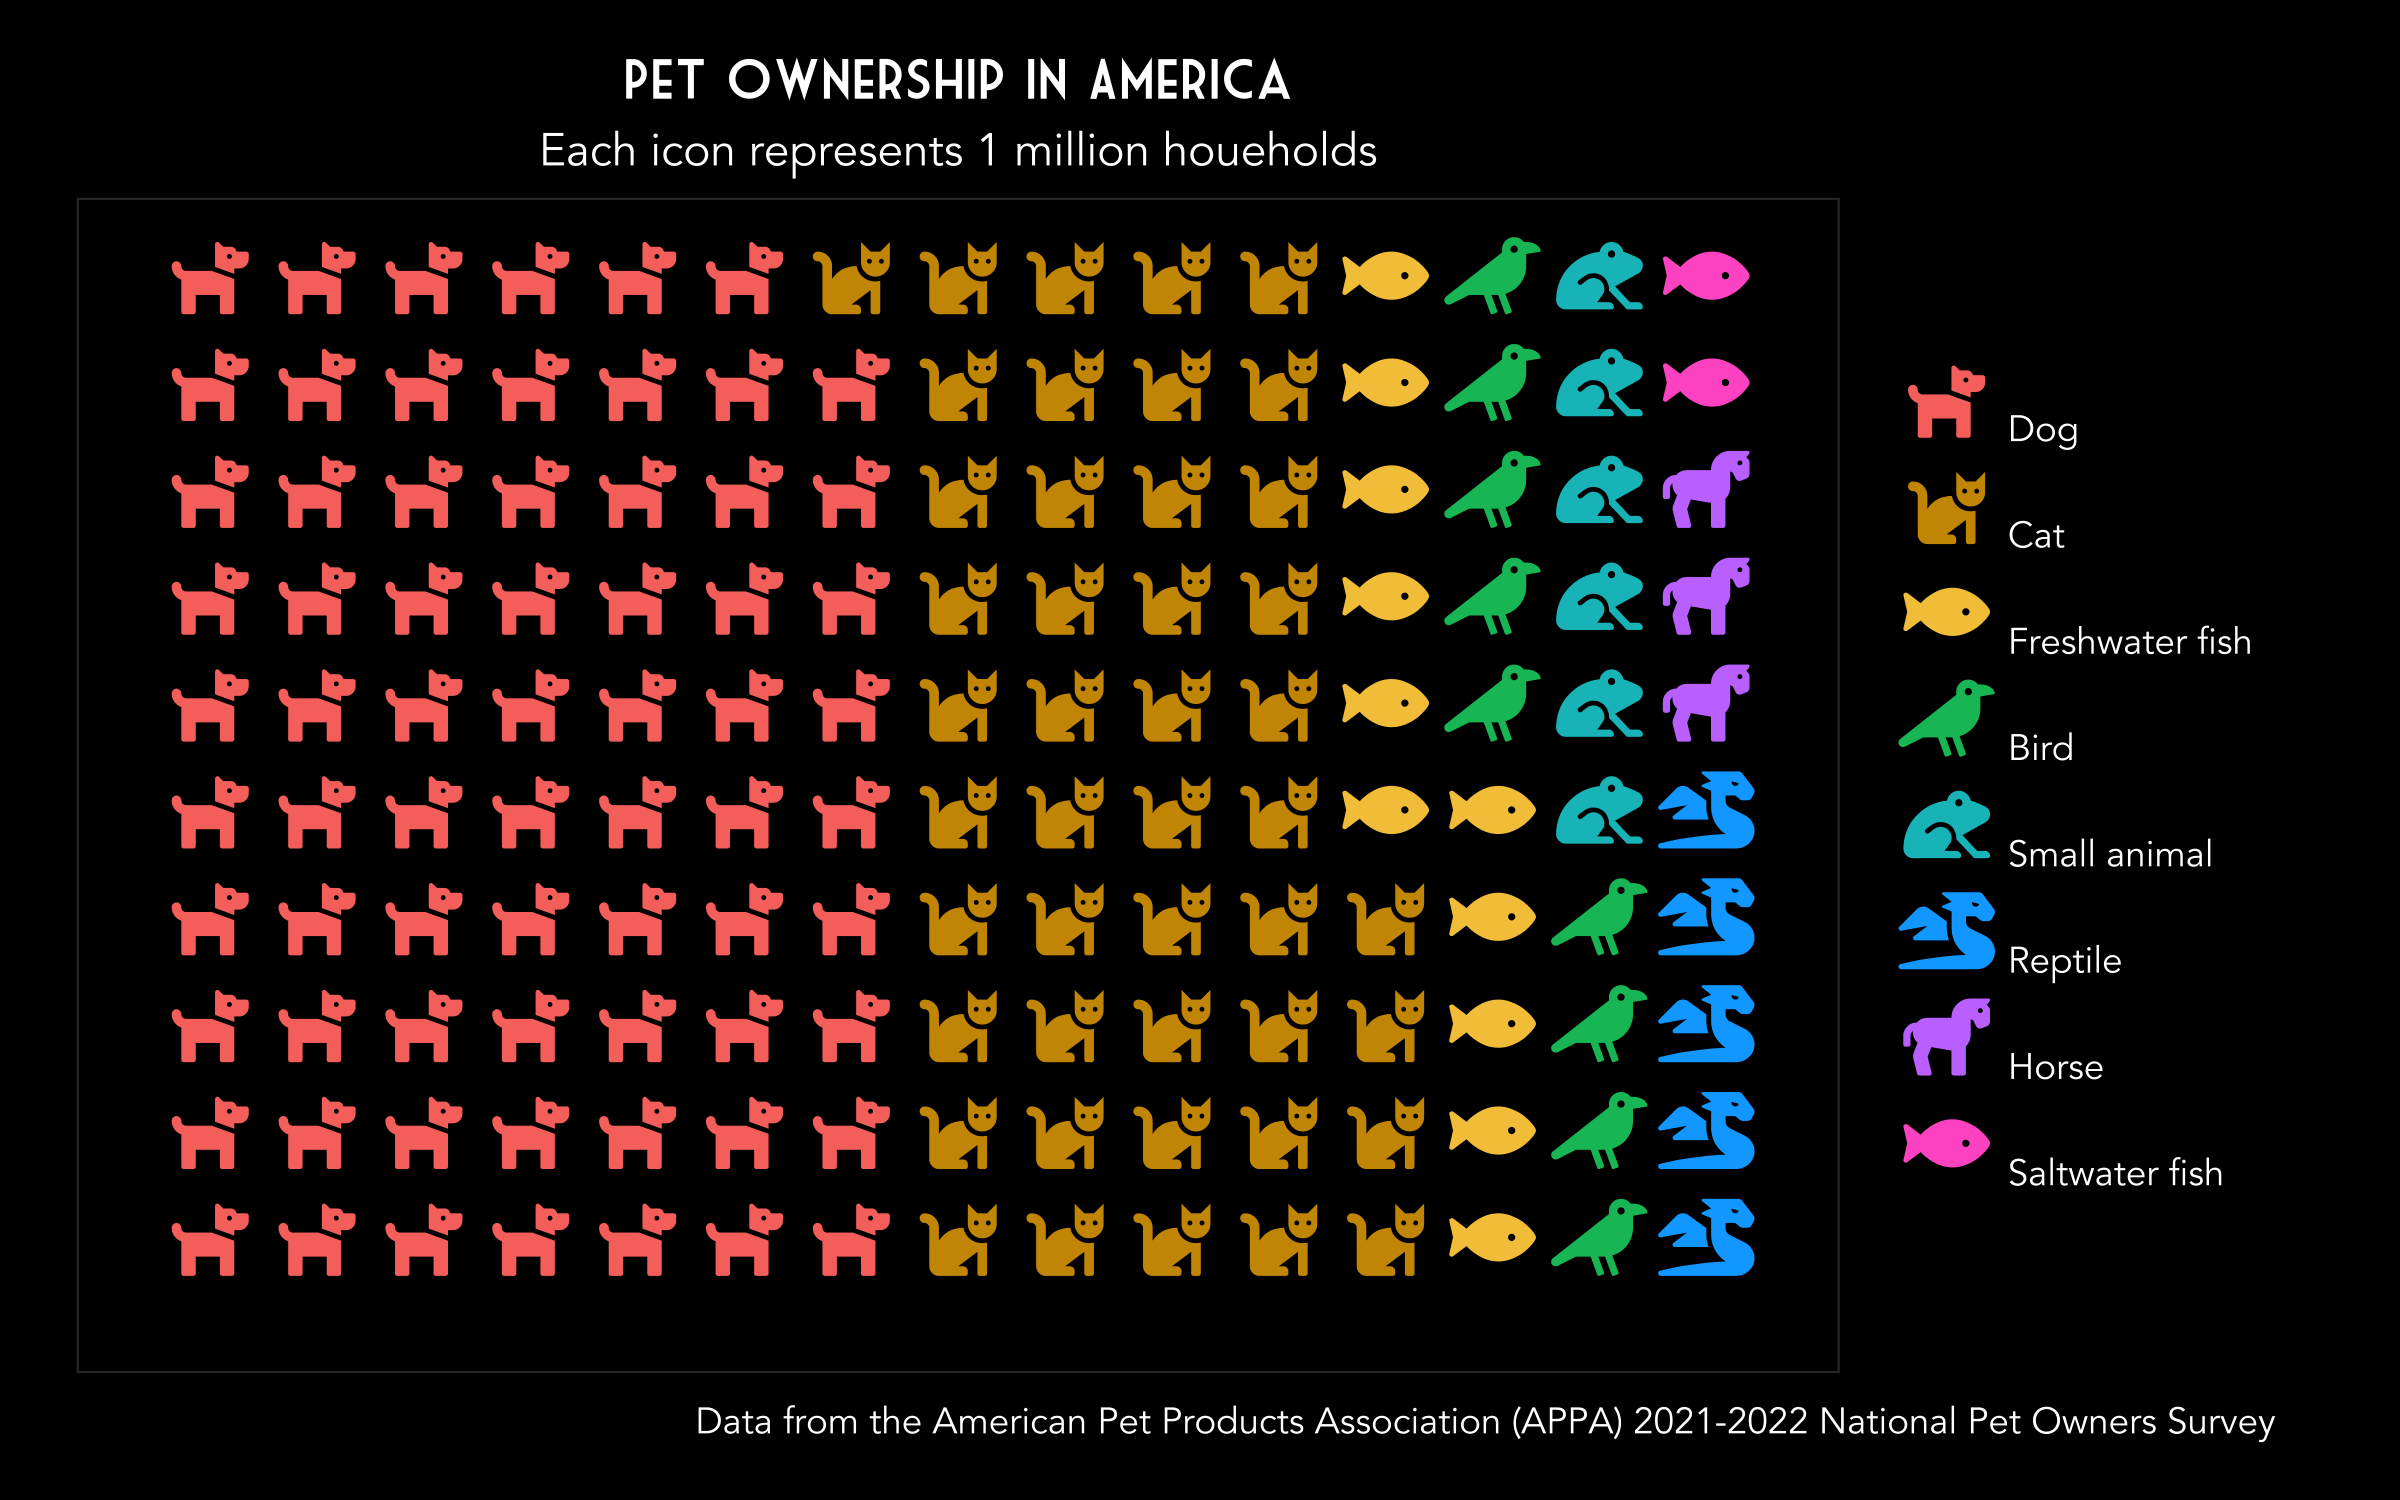 PET OWNERSHIP IN AMERICA
Each icon represents 1 million houeholds
Dog
Cat
Freshwater fish
Bird
Small animal
Reptile
Horse
Saltwater fish
Data from the American Pet Products Association (APPA) 2021-2022 National Pet Owners Survey